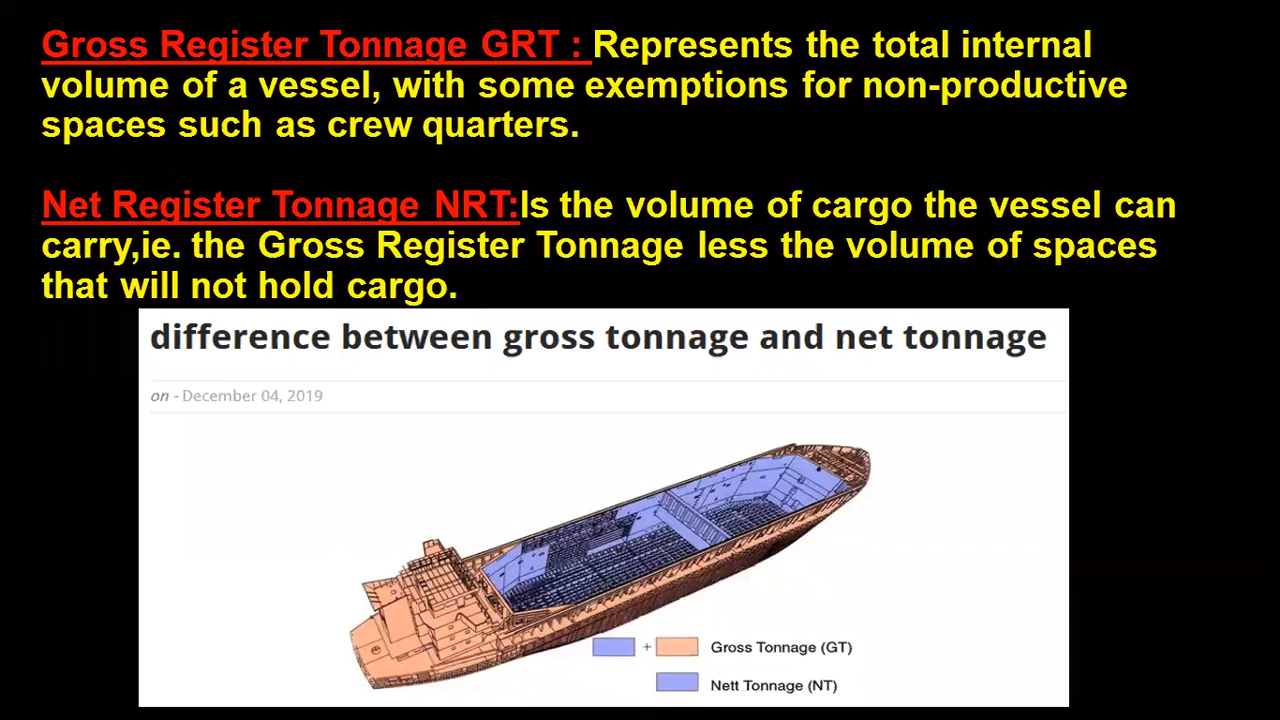 Gross Register Tonnage GRT : Represents the total internal
volume of a vessel, with some exemptions for non-productive
spaces such as crew quarters.
Net Register Tonnage NRT:Is the volume of cargo the vessel can
carry,ie. the Gross Register Tonnage less the volume of spaces
that will not hold cargo.
difference between gross tonnage and net tonnage
on - December 04, 2019
+ Gross Tonnage (GT)
Nett Tonnage (NT)